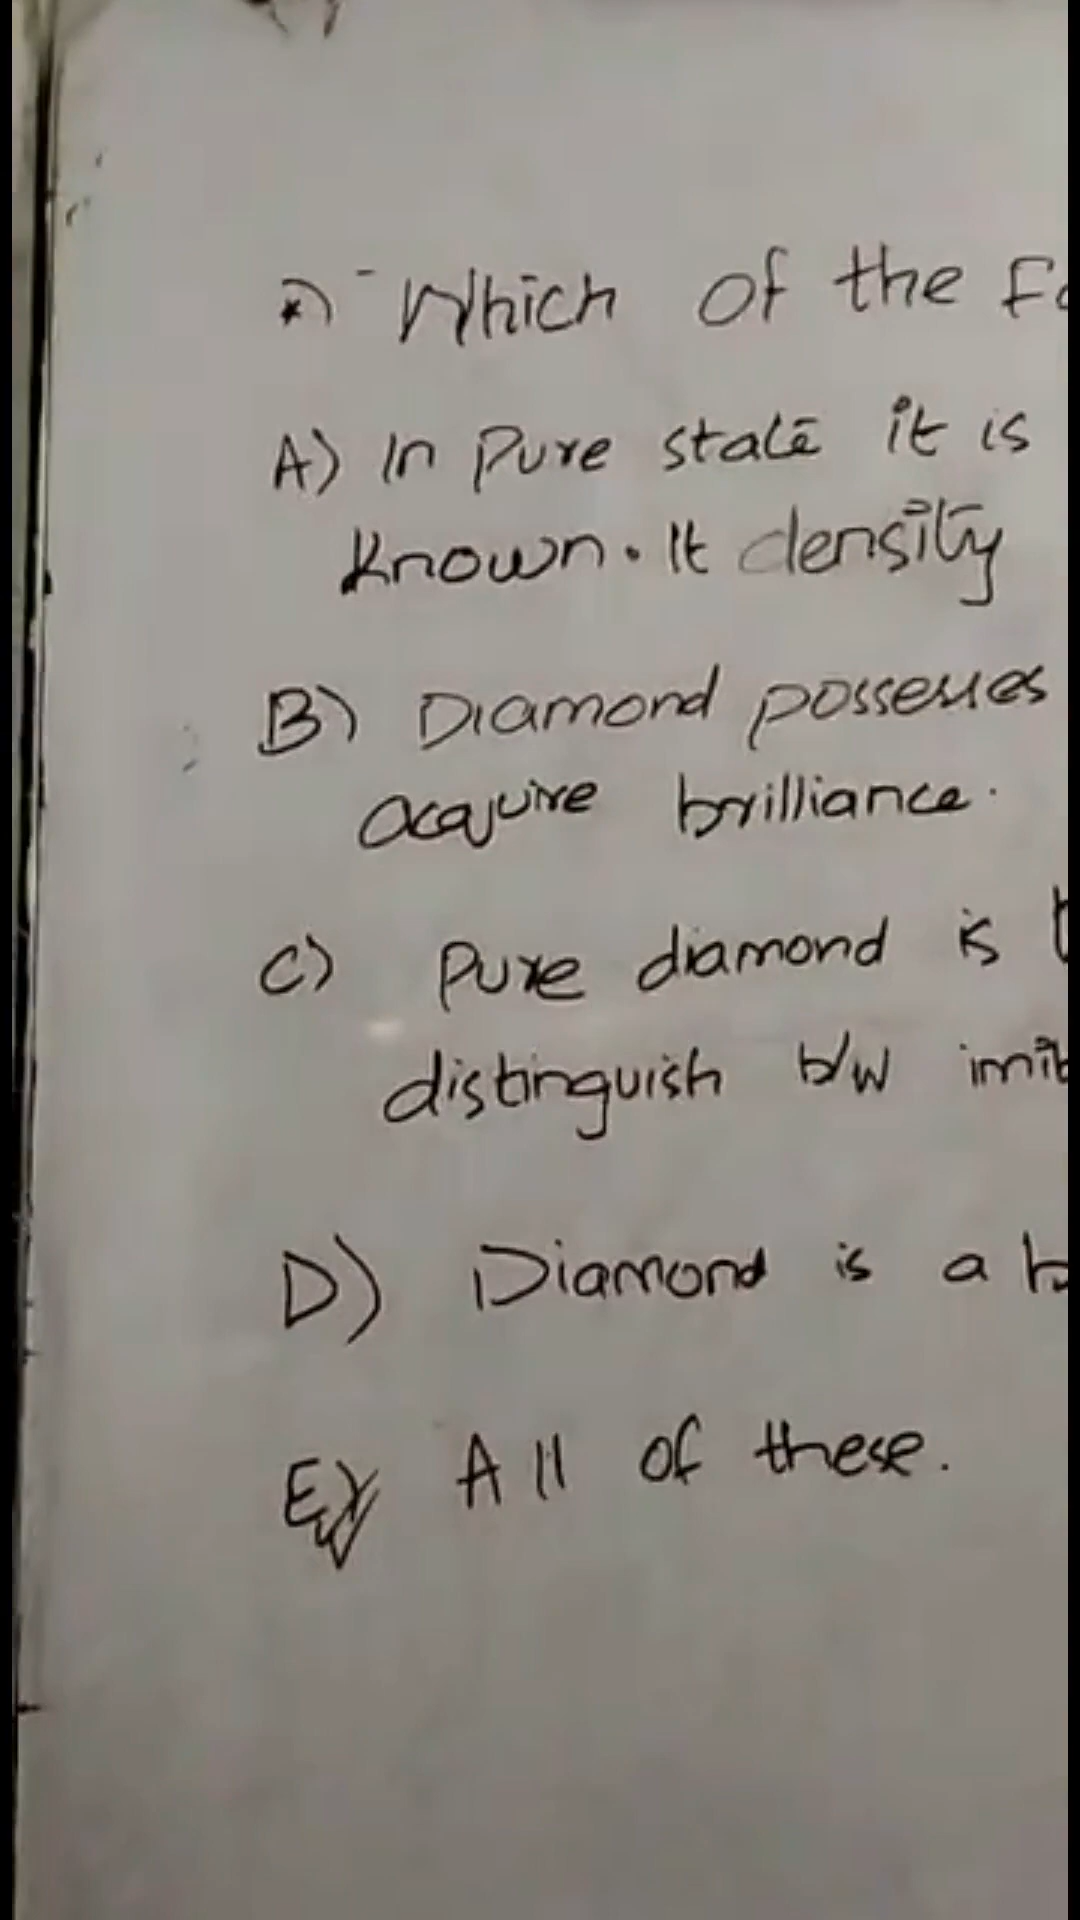 Which of the
A) In Pure state it is
known. It density
B) Diamond possesses
acquire brilliance.
C) Pure diamond is
distinguish b/w
D) Diamond is a
E) All of these.